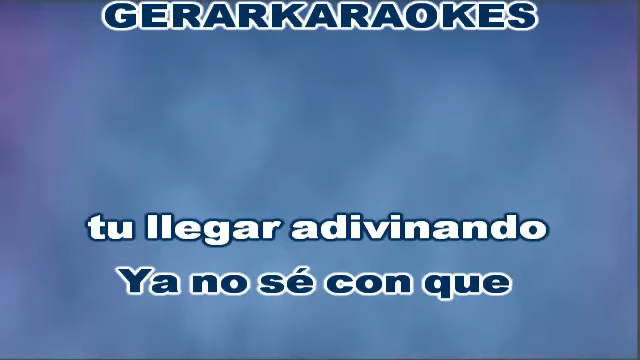 GERARKARAOKES
tu llegar adivinando
Ya no sé con que